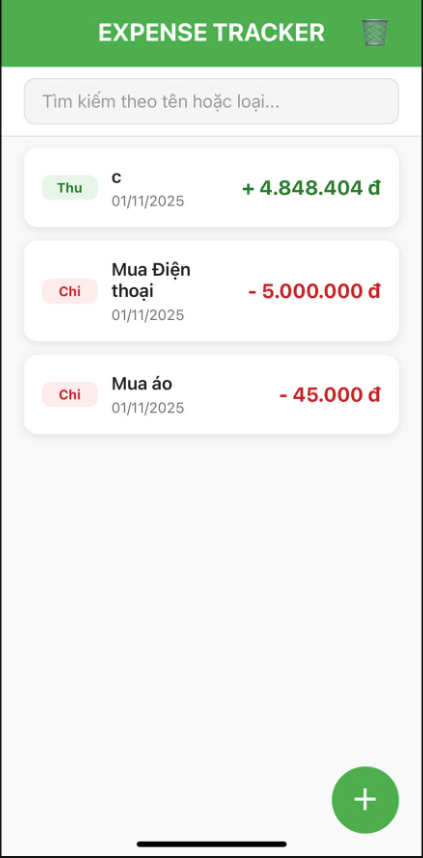 EXPENSE TRACKER
Tìm kiếm theo tên hoặc loại...
Thu
c
01/11/2025
+ 4.848.404 đ
Chi
Mua Điện
thoại
01/11/2025
- 5.000.000 đ
Chi
Mua áo
01/11/2025
- 45.000 đ
+